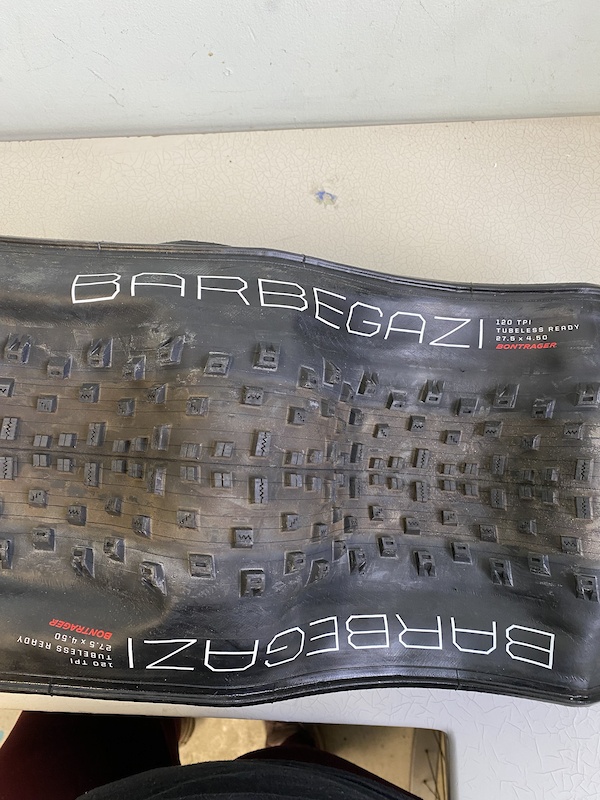 BARBEGAZI
120 TPI
TUBELESS READY
27.5 x 4.50
BONTRAGER
BARBEGAZI
120 TPI
TUBELESS READY
27.5 x 4.50
BONTRAGER